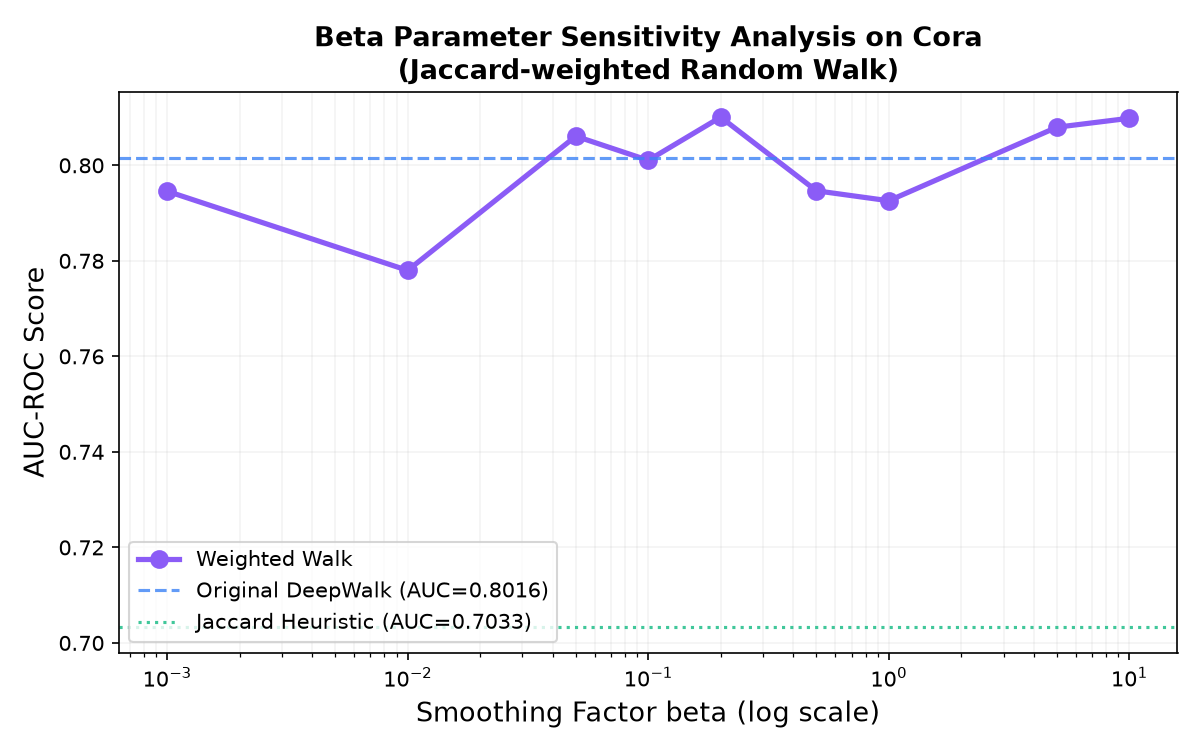 Beta Parameter Sensitivity Analysis on Cora
(Jaccard-weighted Random Walk)
AUC-ROC Score
0.80
0.78
0.76
0.74
0.72
0.70
Weighted Walk
Original DeepWalk (AUC=0.8016)
Jaccard Heuristic (AUC=0.7033)
10⁻³ 10⁻² 10⁻¹ 10⁰ 10¹
Smoothing Factor beta (log scale)